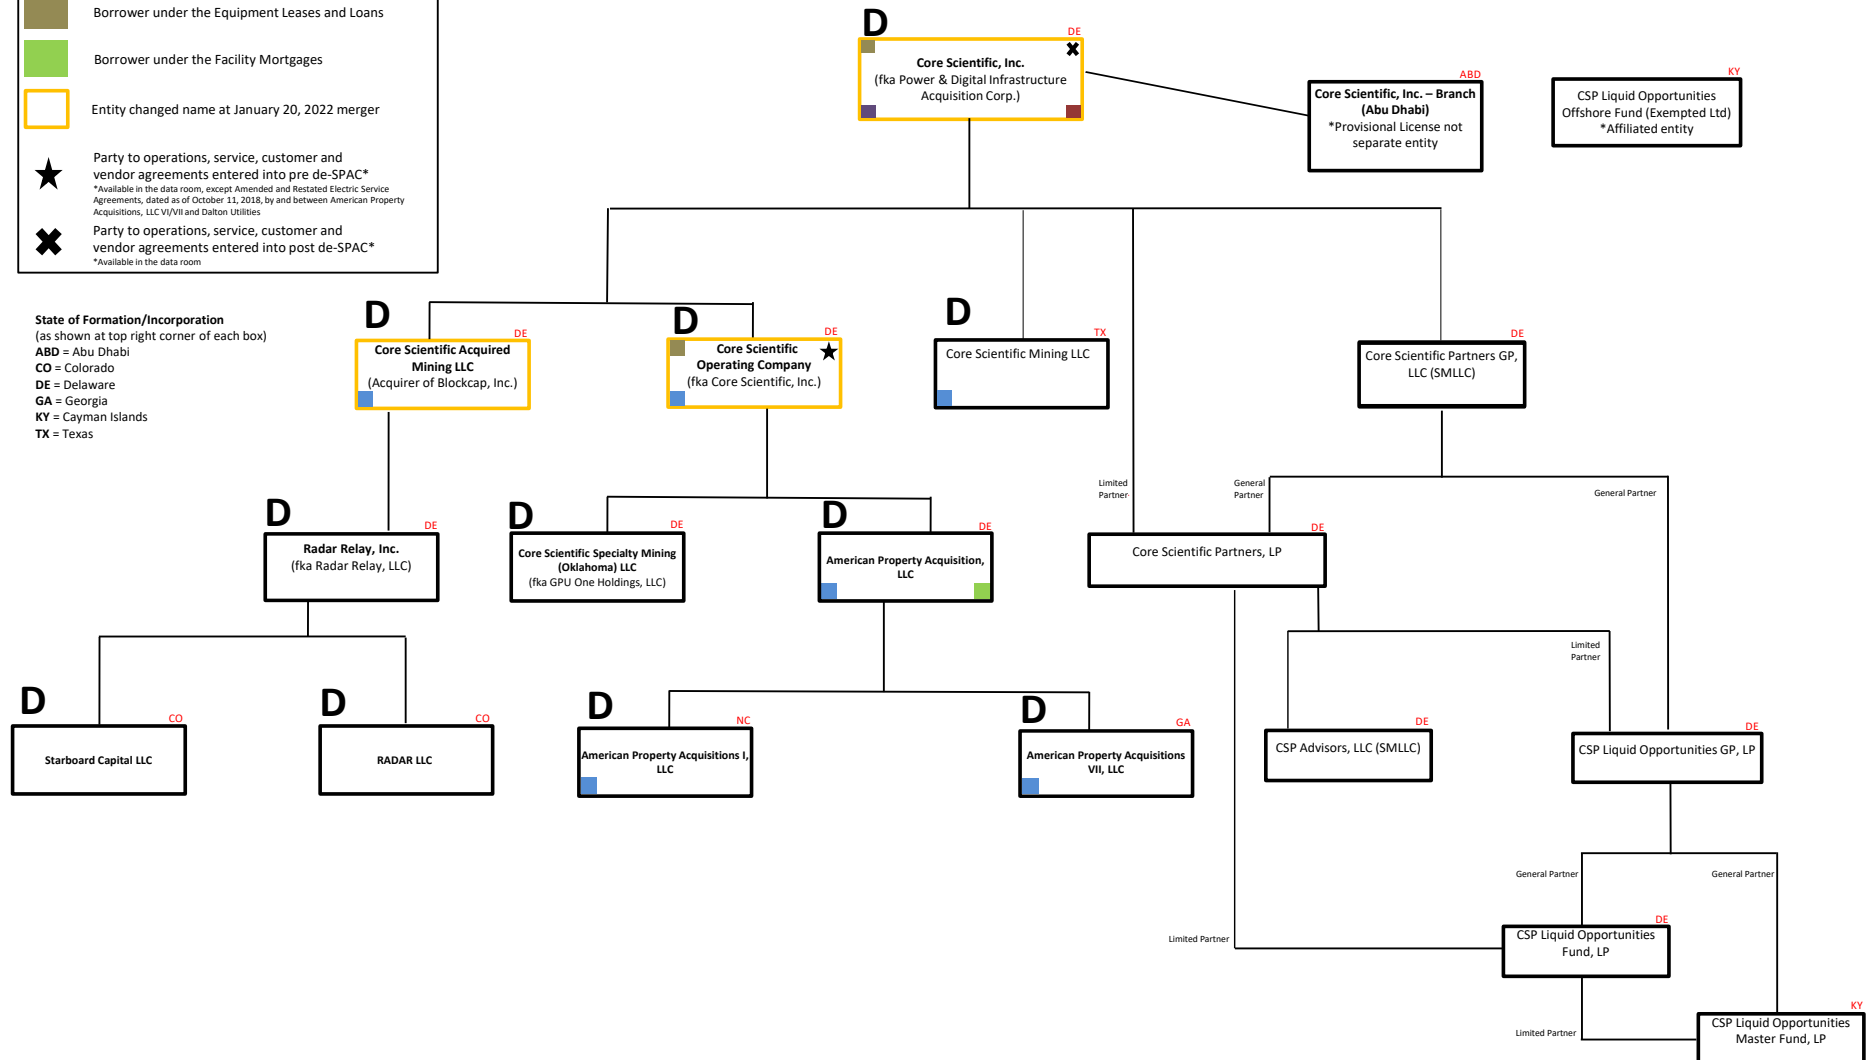 Borrower under the Equipment Leases and Loans
Borrower under the Facility Mortgages
Entity changed name at January 20, 2022 merger
Party to operations, service, customer and
vendor agreements entered into pre de-SPAC*
*Available in the data room, except Amended and Restated Electric Service
Agreements, dated as of October 11, 2018, by and between American Property
Acquisitions, LLC VI/VII and Dalton Utilities
Party to operations, service, customer and
vendor agreements entered into post de-SPAC*
*Available in the data room
State of Formation/Incorporation
(as shown at top right corner of each box)
ABD = Abu Dhabi
CO = Colorado
DE = Delaware
GA = Georgia
KY = Cayman Islands
TX = Texas
D
DE
Core Scientific, Inc.
(fka Power & Digital Infrastructure
Acquisition Corp.)
ABD
Core Scientific, Inc. – Branch
(Abu Dhabi)
*Provisional License not
separate entity
KY
CSP Liquid Opportunities
Offshore Fund (Exempted Ltd)
*Affiliated entity
D
DE
Core Scientific Acquired
Mining LLC
(Acquirer of Blockcap, Inc.)
D
DE
Core Scientific
Operating Company
(fka Core Scientific, Inc.)
D
TX
Core Scientific Mining LLC
DE
Core Scientific Partners GP,
LLC (SMLLC)
Limited
Partner
General
Partner
General Partner
D
DE
Radar Relay, Inc.
(fka Radar Relay, LLC)
D
DE
Core Scientific Specialty Mining
(Oklahoma) LLC
(fka GPU One Holdings, LLC)
D
DE
American Property Acquisition,
LLC
DE
Core Scientific Partners, LP
Limited
Partner
D
CO
Starboard Capital LLC
D
CO
RADAR LLC
D
NC
American Property Acquisitions I,
LLC
D
GA
American Property Acquisitions
VII, LLC
DE
CSP Advisors, LLC (SMLLC)
DE
CSP Liquid Opportunities GP, LP
General Partner
General Partner
Limited Partner
DE
CSP Liquid Opportunities
Fund, LP
Limited Partner
KY
CSP Liquid Opportunities
Master Fund, LP